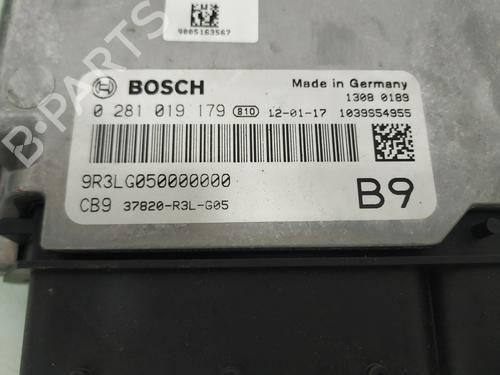 9005163567
BOSCH
Made in Germany
1308 0189
0 281 019 179 810 12-01-17 1039S54955
9R3LG050000000
CB9 37820-R3L-G05
B9
B-PARTS